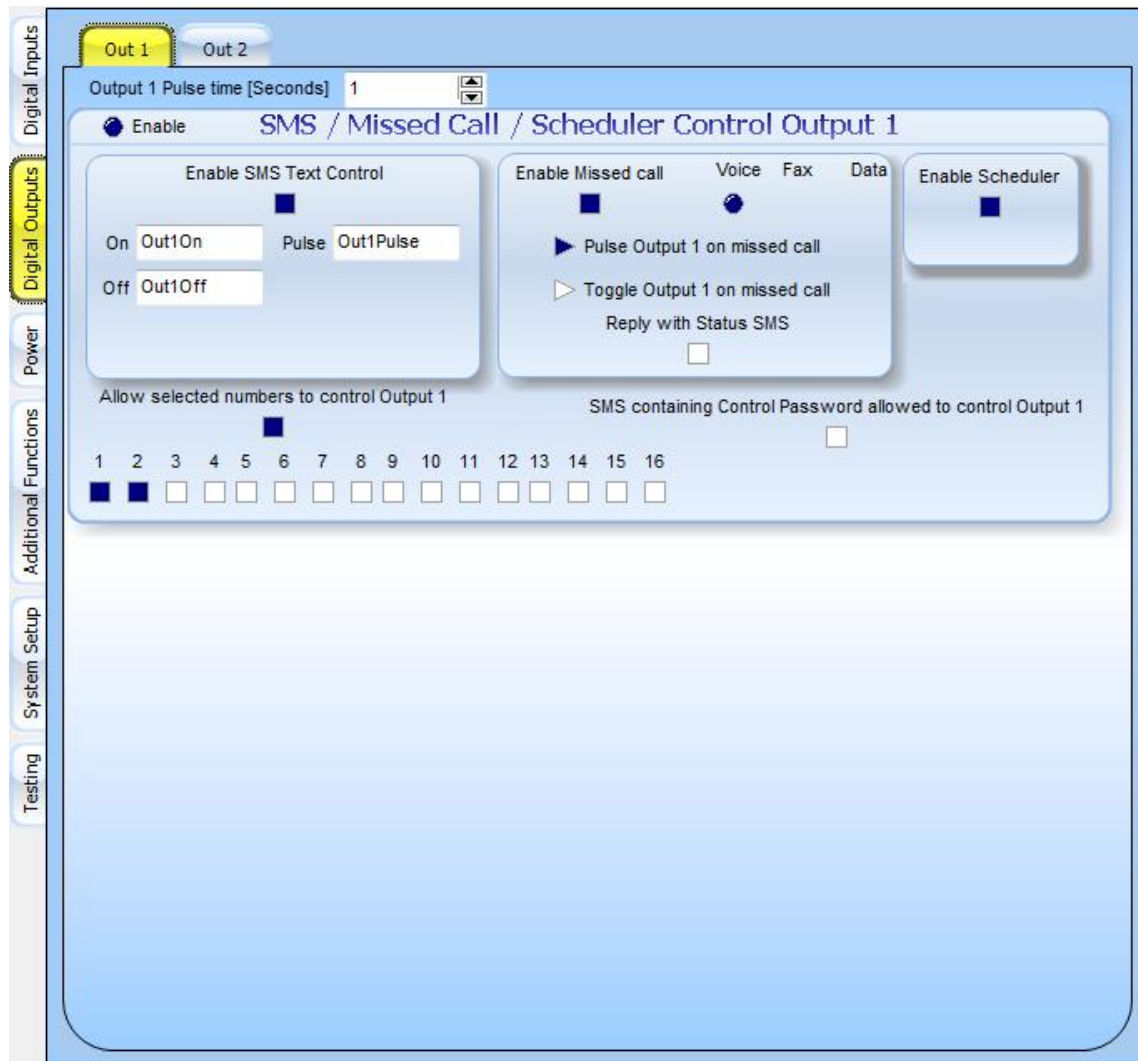 Digital Inputs
Digital Outputs
Power
Additional Functions
System Setup
Testing
Out 1 Out 2
Output 1 Pulse time [Seconds] 1
Enable SMS / Missed Call / Scheduler Control Output 1
Enable SMS Text Control
On Out1On Pulse Out1Pulse
Off Out1Off
Enable Missed call Voice Fax Data
Pulse Output 1 on missed call
Toggle Output 1 on missed call
Reply with Status SMS
Enable Scheduler
Allow selected numbers to control Output 1
SMS containing Control Password allowed to control Output 1
1 2 3 4 5 6 7 8 9 10 11 12 13 14 15 16